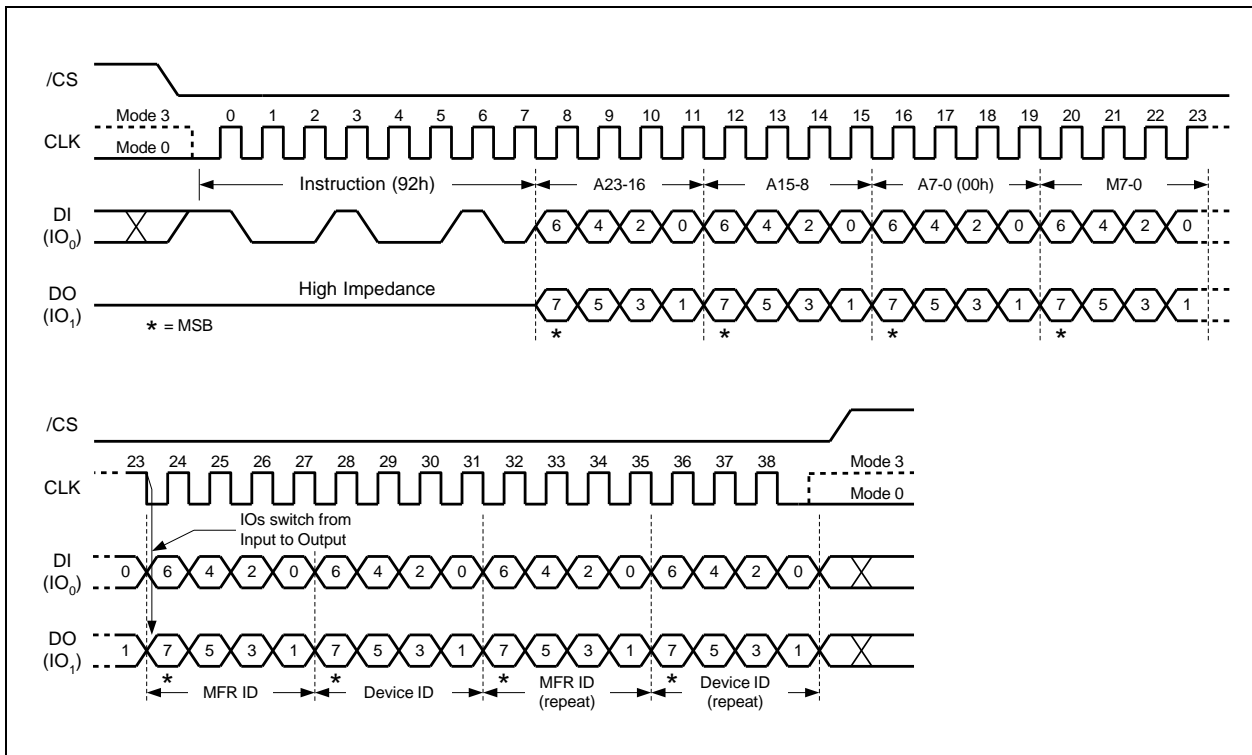 /CS
Mode 3 0 1 2 3 4 5 6 7 8 9 10 11 12 13 14 15 16 17 18 19 20 21 22 23
CLK
Mode 0
Instruction (92h) A23-16 A15-8 A7-0 (00h) M7-0
DI
(IO0) 6 4 2 0 6 4 2 0 6 4 2 0 6 4 2 0
High Impedance
DO
(IO1) 7 5 3 1 7 5 3 1 7 5 3 1 7 5 3 1
* = MSB * * * *
/CS
23 24 25 26 27 28 29 30 31 32 33 34 35 36 37 38 Mode 3
CLK
Mode 0
IOs switch from
Input to Output
DI
(IO0) 0 6 4 2 0 6 4 2 0 6 4 2 0 6 4 2 0
DO
(IO1) 1 7 5 3 1 7 5 3 1 7 5 3 1 7 5 3 1
* * * *
MFR ID Device ID MFR ID
(repeat) Device ID
(repeat)